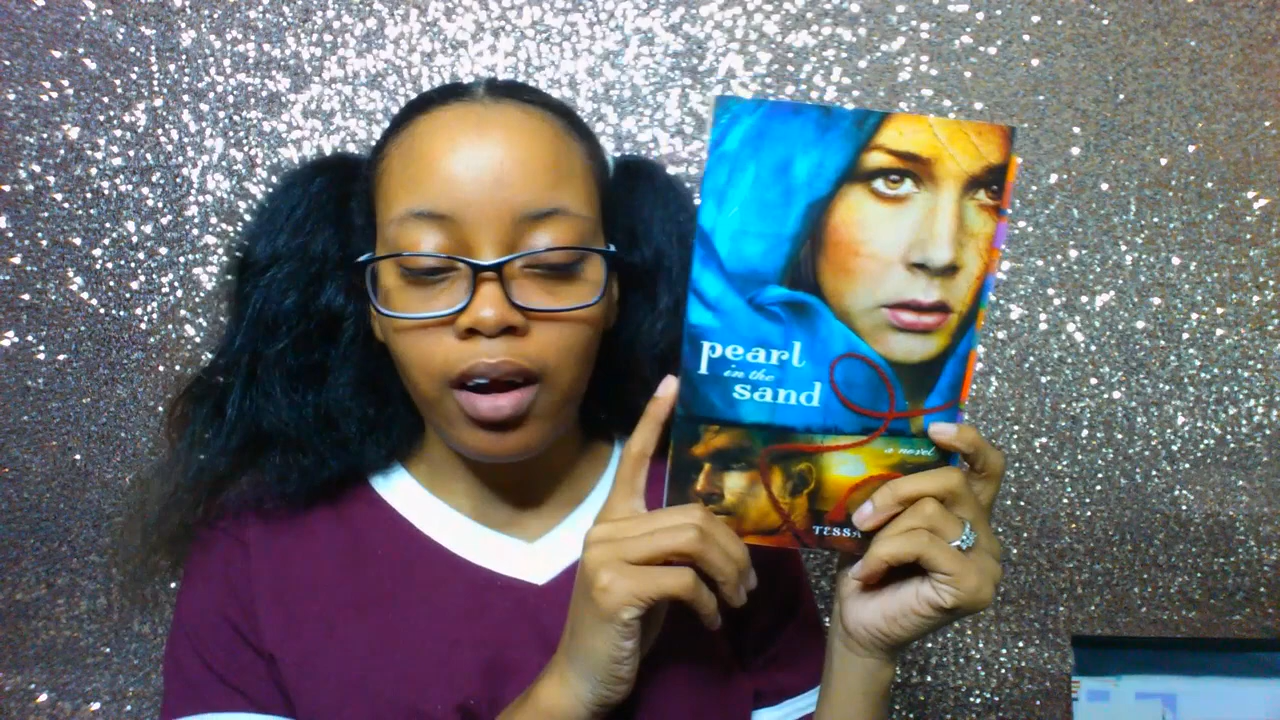 pearl
in the
sand
a novel
TESSA